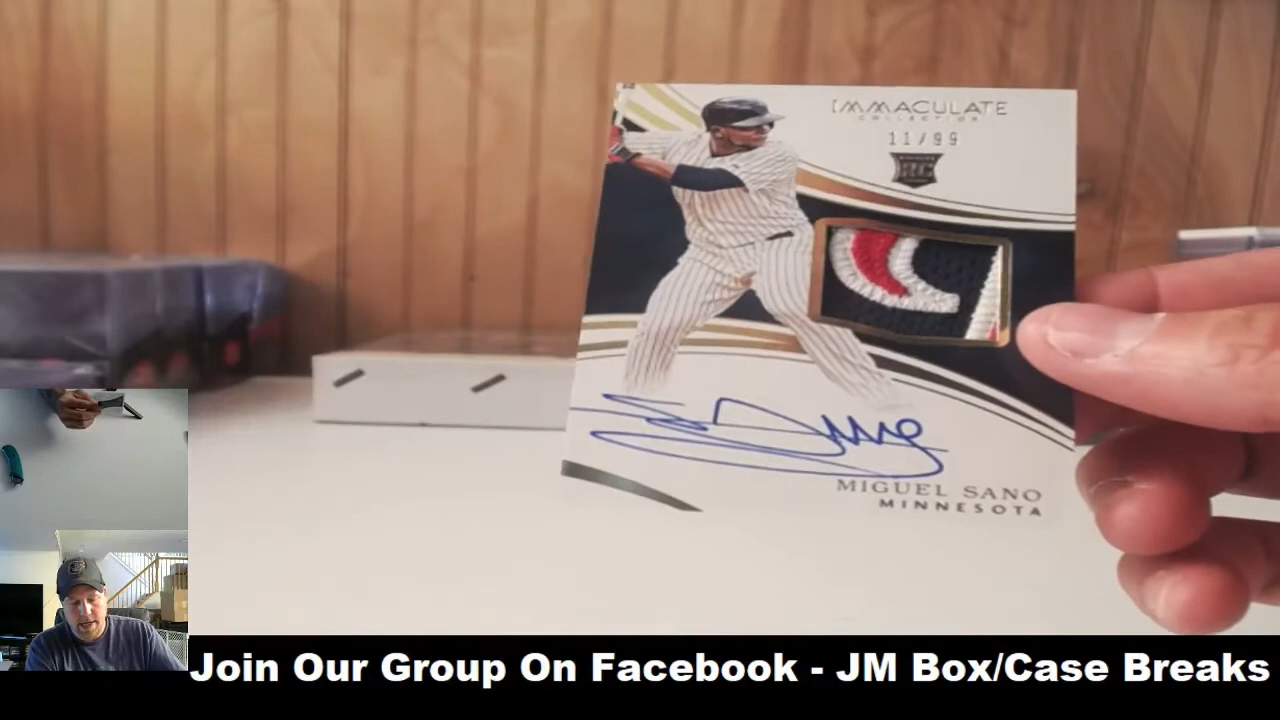 IMMACULATE
COLLECTION
11/99
RC
MIGUEL SANO
MINNESOTA
Join Our Group On Facebook - JM Box/Case Breaks